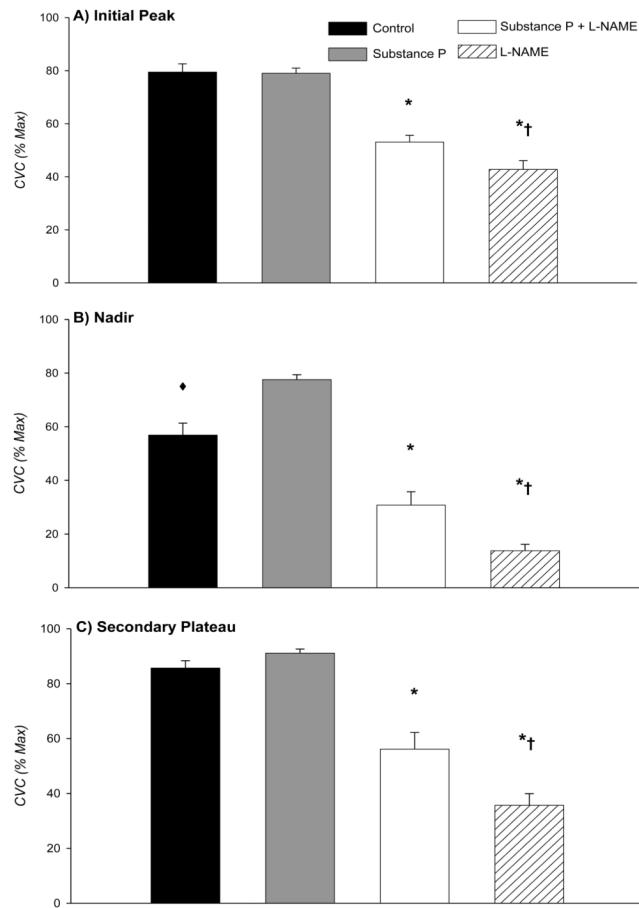 A) Initial Peak
Control
Substance P + L-NAME
Substance P
L-NAME
CVC (% Max)
100
80
60
40
20
0
*
*†
B) Nadir
CVC (% Max)
100
80
60
40
20
0
♦
*
*†
C) Secondary Plateau
CVC (% Max)
100
80
60
40
20
0
*
*†